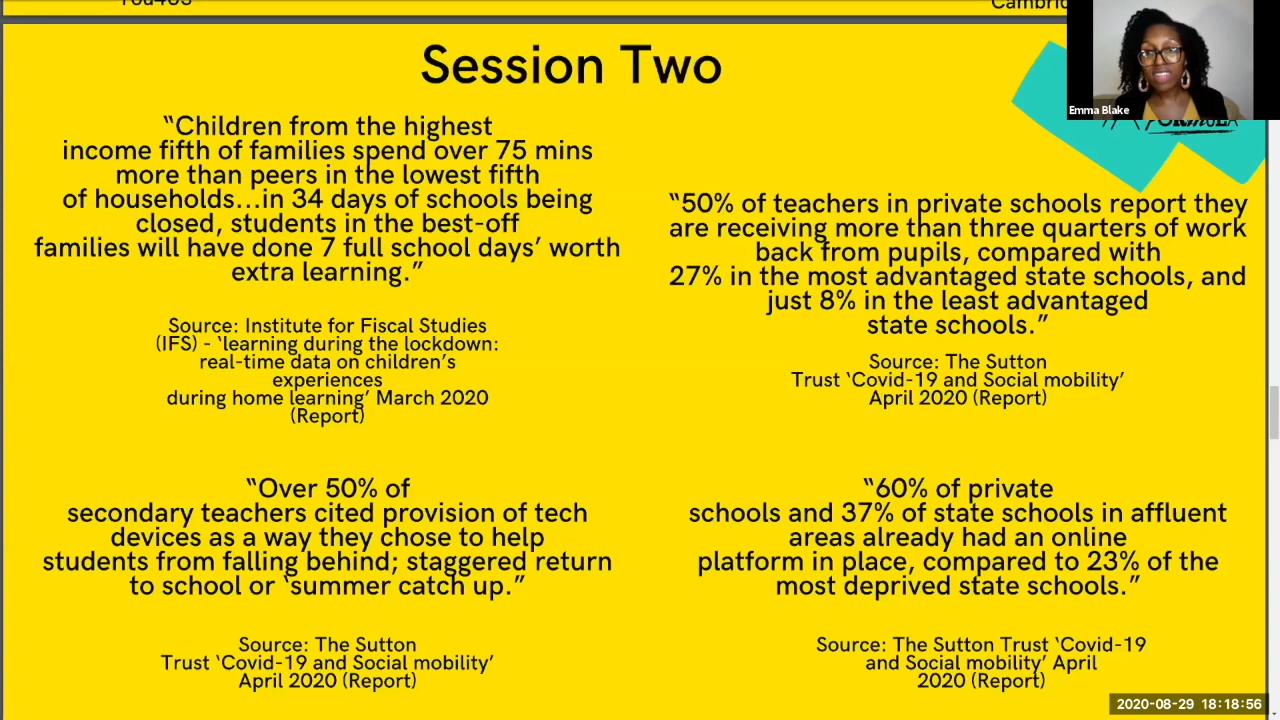 You4US
Cambrid
Session Two
Emma Blake
FORMULA
“Children from the highest
income fifth of families spend over 75 mins
more than peers in the lowest fifth
of households...in 34 days of schools being
closed, students in the best-off
families will have done 7 full school days’ worth
extra learning.”
Source: Institute for Fiscal Studies
(IFS) - ‘learning during the lockdown:
real-time data on children’s
experiences
during home learning’ March 2020
(Report)
“50% of teachers in private schools report they
are receiving more than three quarters of work
back from pupils, compared with
27% in the most advantaged state schools, and
just 8% in the least advantaged
state schools.”
Source: The Sutton
Trust ‘Covid-19 and Social mobility’
April 2020 (Report)
“Over 50% of
secondary teachers cited provision of tech
devices as a way they chose to help
students from falling behind; staggered return
to school or ‘summer catch up.”
Source: The Sutton
Trust ‘Covid-19 and Social mobility’
April 2020 (Report)
“60% of private
schools and 37% of state schools in affluent
areas already had an online
platform in place, compared to 23% of the
most deprived state schools.”
Source: The Sutton Trust ‘Covid-19
and Social mobility’ April
2020 (Report)
2020-08-29 18:18:56